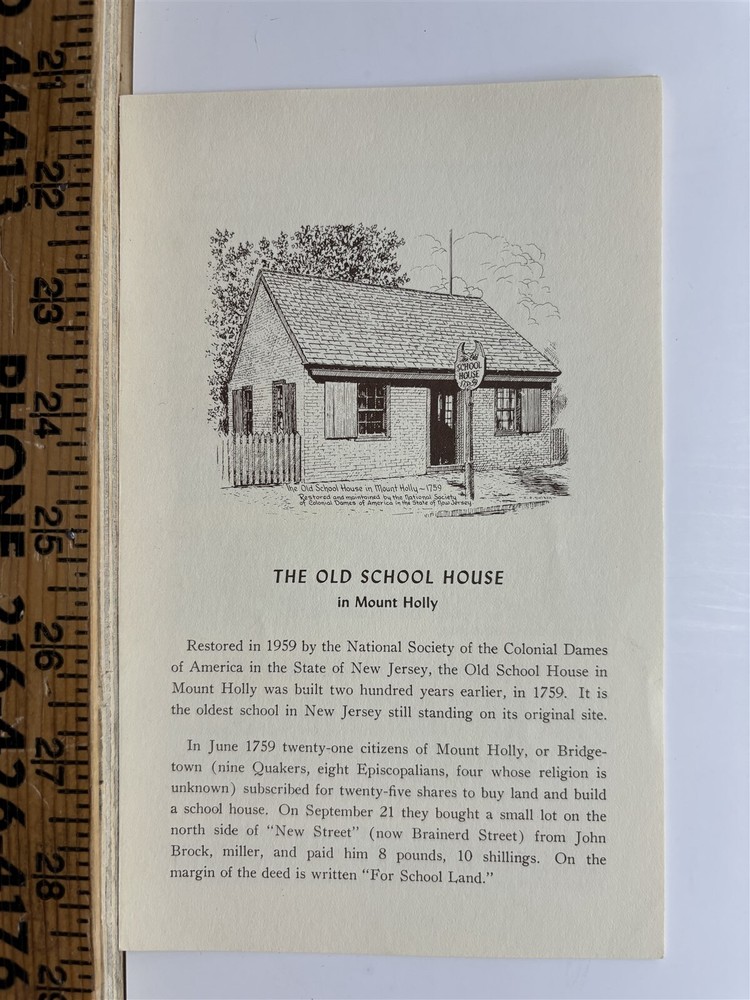 The Old
SCHOOL
HOUSE
1759
The Old School House in Mount Holly — 1759
Restored and maintained by the National Society
of Colonial Dames of America in the State of New Jersey
THE OLD SCHOOL HOUSE
in Mount Holly
Restored in 1959 by the National Society of the Colonial Dames
of America in the State of New Jersey, the Old School House in
Mount Holly was built two hundred years earlier, in 1759. It is
the oldest school in New Jersey still standing on its original site.
In June 1759 twenty-one citizens of Mount Holly, or Bridge-
town (nine Quakers, eight Episcopalians, four whose religion is
unknown) subscribed for twenty-five shares to buy land and build
a school house. On September 21 they bought a small lot on the
north side of "New Street" (now Brainerd Street) from John
Brock, miller, and paid him 8 pounds, 10 shillings. On the
margin of the deed is written "For School Land."
4413
PHONE 216-426-4176
21
22
23
24
25
26
27
28
29